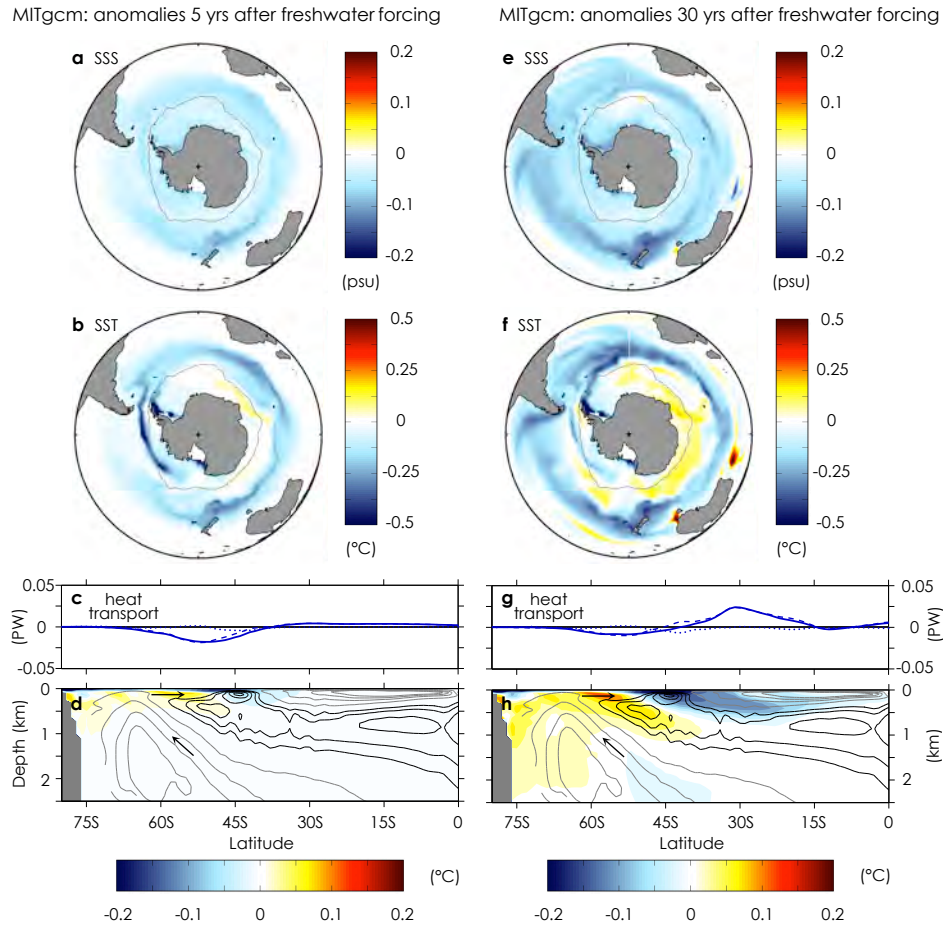 MITgcm: anomalies 5 yrs after freshwater forcing
MITgcm: anomalies 30 yrs after freshwater forcing
a SSS
0.2
0.1
0
-0.1
-0.2
(psu)
e SSS
0.2
0.1
0
-0.1
-0.2
(psu)
b SST
0.5
0.25
0
-0.25
-0.5
(°C)
f SST
0.5
0.25
0
-0.25
-0.5
(°C)
0.05
0
-0.05
(PW)
c heat
transport
g heat
transport
0.05
0
-0.05
(PW)
0
1
2
Depth (km)
d
75S 60S 45S 30S 15S 0
Latitude
h
0
1
2
(km)
75S 60S 45S 30S 15S 0
Latitude
(°C)
-0.2 -0.1 0 0.1 0.2
(°C)
-0.2 -0.1 0 0.1 0.2